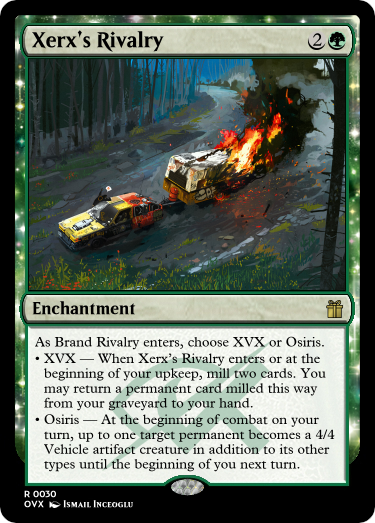 Xerx's Rivalry 2
Enchantment
As Brand Rivalry enters, choose XVX or Osiris.
• XVX — When Xerx's Rivalry enters or at the
beginning of your upkeep, mill two cards. You
may return a permanent card milled this way
from your graveyard to your hand.
• Osiris — At the beginning of combat on your
turn, up to one target permanent becomes a 4/4
Vehicle artifact creature in addition to its other
types until the beginning of you next turn.
R 0030
OVX Ismail Inceoglu